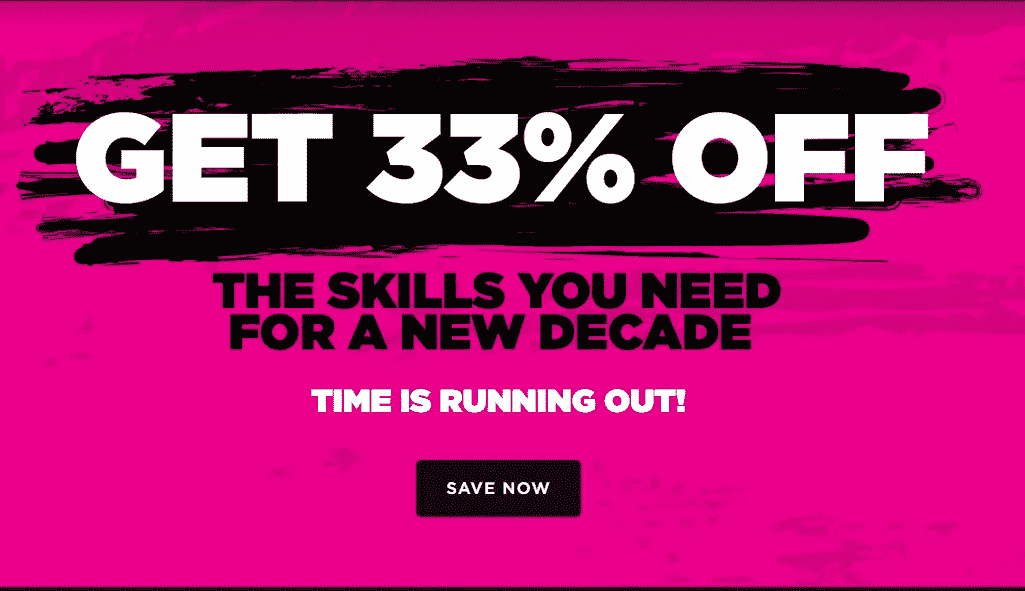 GET 33% OFF
THE SKILLS YOU NEED
FOR A NEW DECADE
TIME IS RUNNING OUT!
SAVE NOW